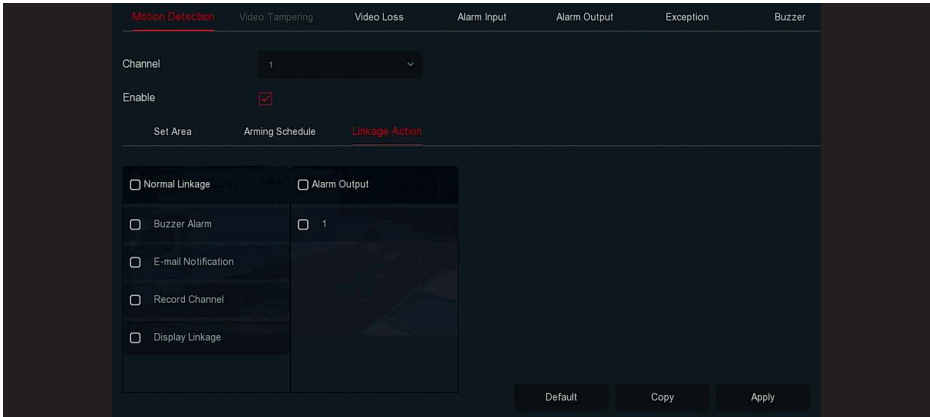 Motion Detection Video Tampering Video Loss Alarm Input Alarm Output Exception Buzzer
Channel 1
Enable
Set Area Arming Schedule Linkage Action
Normal Linkage Alarm Output
Buzzer Alarm 1
E-mail Notification
Record Channel
Display Linkage
Default Copy Apply